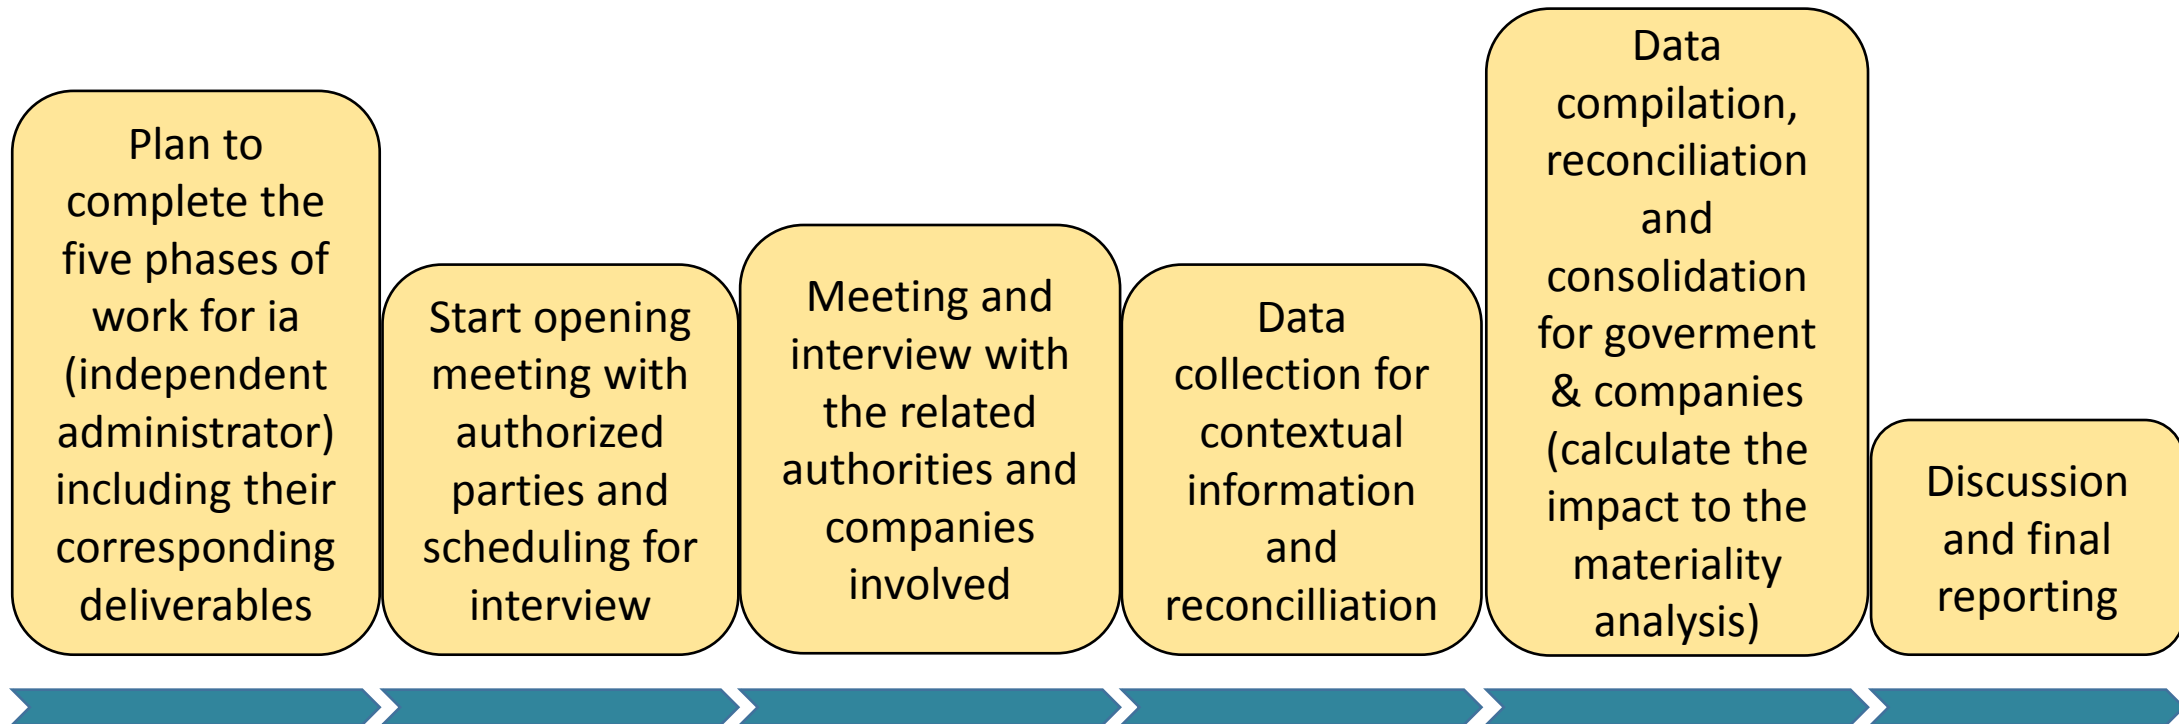 Plan to
complete the
five phases of
work for ia
(independent
administrator)
including their
corresponding
deliverables
Start opening
meeting with
authorized
parties and
scheduling for
interview
Meeting and
interview with
the related
authorities and
companies
involved
Data
collection for
contextual
information
and
reconcilliation
Data
compilation,
reconciliation
and
consolidation
for goverment
& companies
(calculate the
impact to the
materiality
analysis)
Discussion
and final
reporting